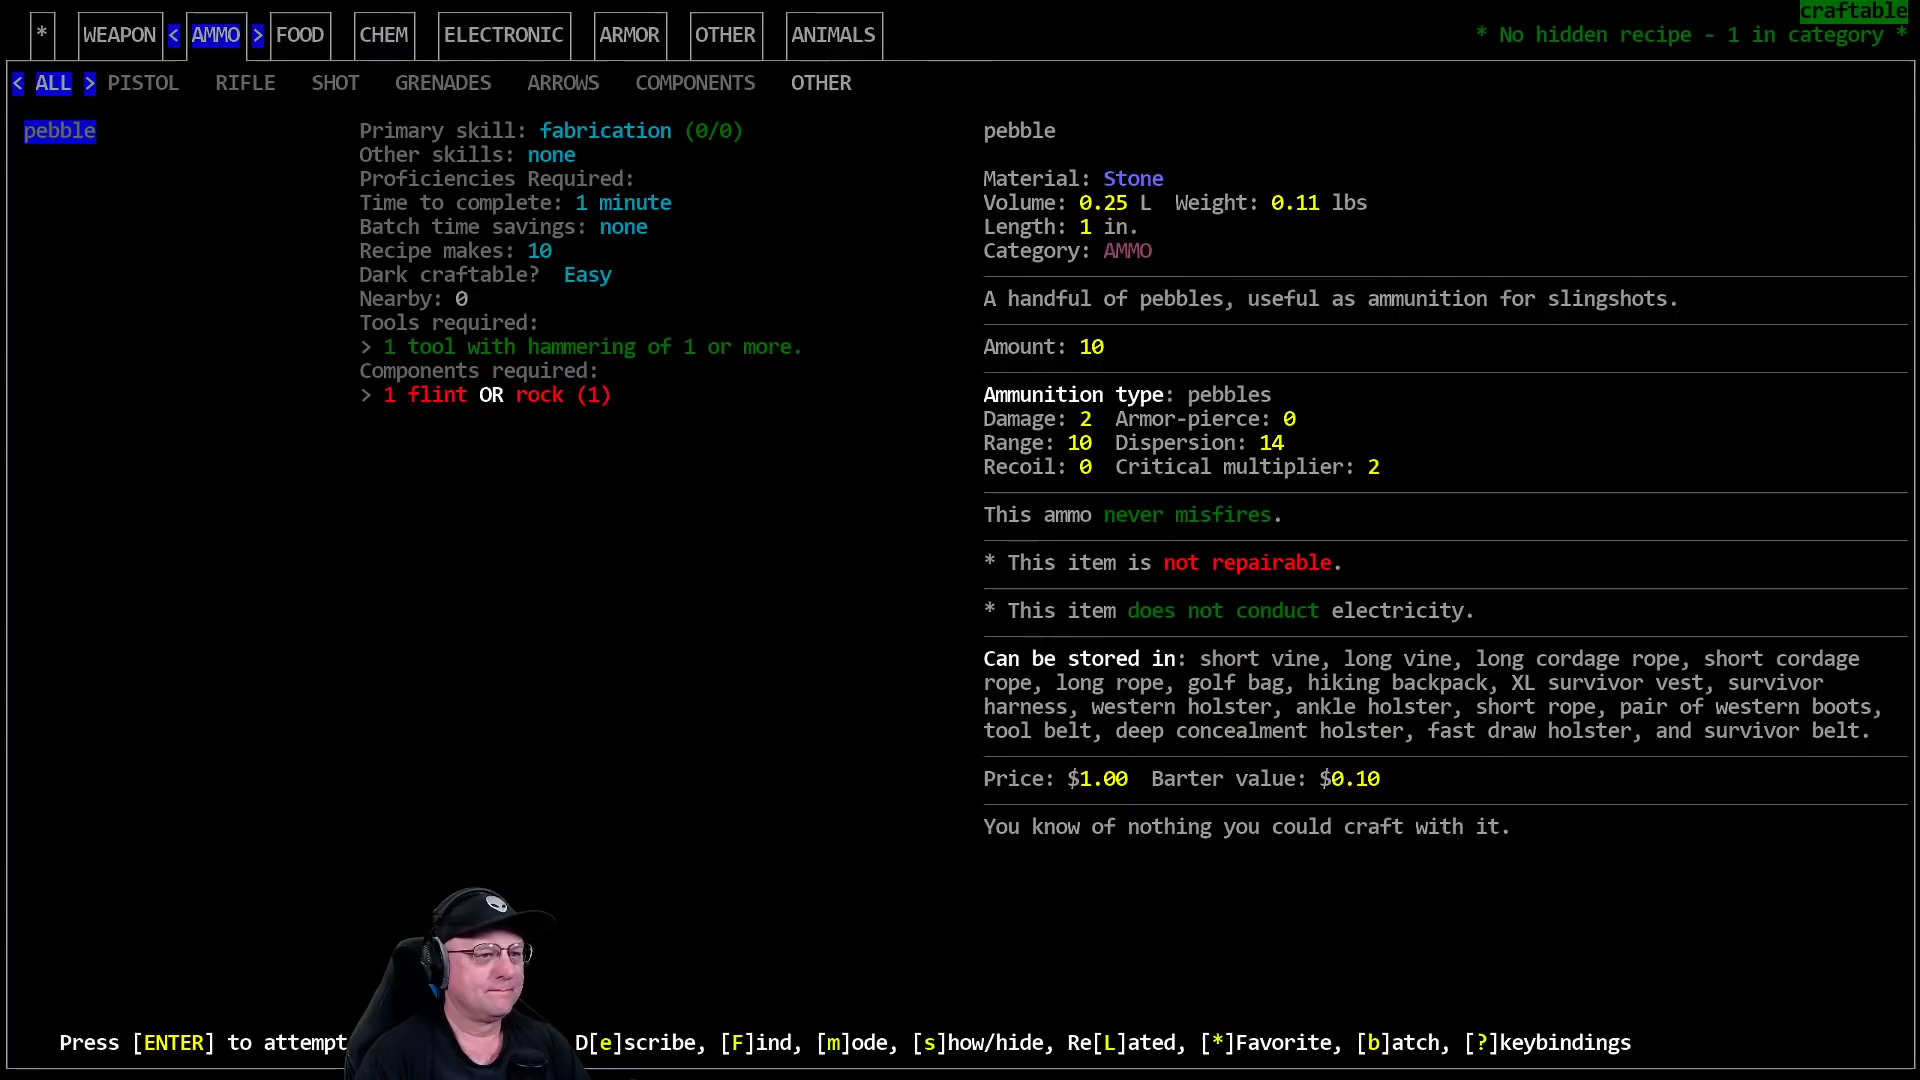 craftable
* WEAPON < AMMO > FOOD CHEM ELECTRONIC ARMOR OTHER ANIMALS * No hidden recipe - 1 in category *
< ALL > PISTOL RIFLE SHOT GRENADES ARROWS COMPONENTS OTHER
pebble
Primary skill: fabrication (0/0)
Other skills: none
Proficiencies Required:
Time to complete: 1 minute
Batch time savings: none
Recipe makes: 10
Dark craftable? Easy
Nearby: 0
Tools required:
> 1 tool with hammering of 1 or more.
Components required:
> 1 flint OR rock (1)
pebble
Material: Stone
Volume: 0.25 L Weight: 0.11 lbs
Length: 1 in.
Category: AMMO
A handful of pebbles, useful as ammunition for slingshots.
Amount: 10
Ammunition type: pebbles
Damage: 2 Armor-pierce: 0
Range: 10 Dispersion: 14
Recoil: 0 Critical multiplier: 2
This ammo never misfires.
* This item is not repairable.
* This item does not conduct electricity.
Can be stored in: short vine, long vine, long cordage rope, short cordage
rope, long rope, golf bag, hiking backpack, XL survivor vest, survivor
harness, western holster, ankle holster, short rope, pair of western boots,
tool belt, deep concealment holster, fast draw holster, and survivor belt.
Price: $1.00 Barter value: $0.10
You know of nothing you could craft with it.
Press [ENTER] to attempt D[e]scribe, [F]ind, [m]ode, [s]how/hide, Re[L]ated, [*]Favorite, [b]atch, [?]keybindings